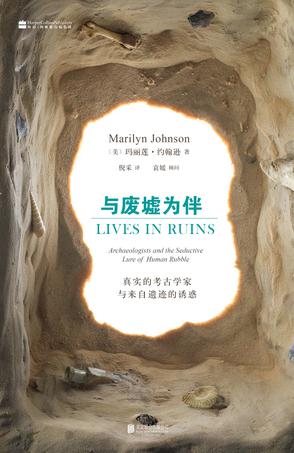 HarperCollinsPublishers
Marilyn Johnson
（美）玛丽莲·约翰逊 著
倪采 译 袁媛 顾问
与废墟为伴
LIVES IN RUINS
Archaeologists and the Seductive
Lure of Human Rubble
真实的考古学家
与来自遗迹的诱惑